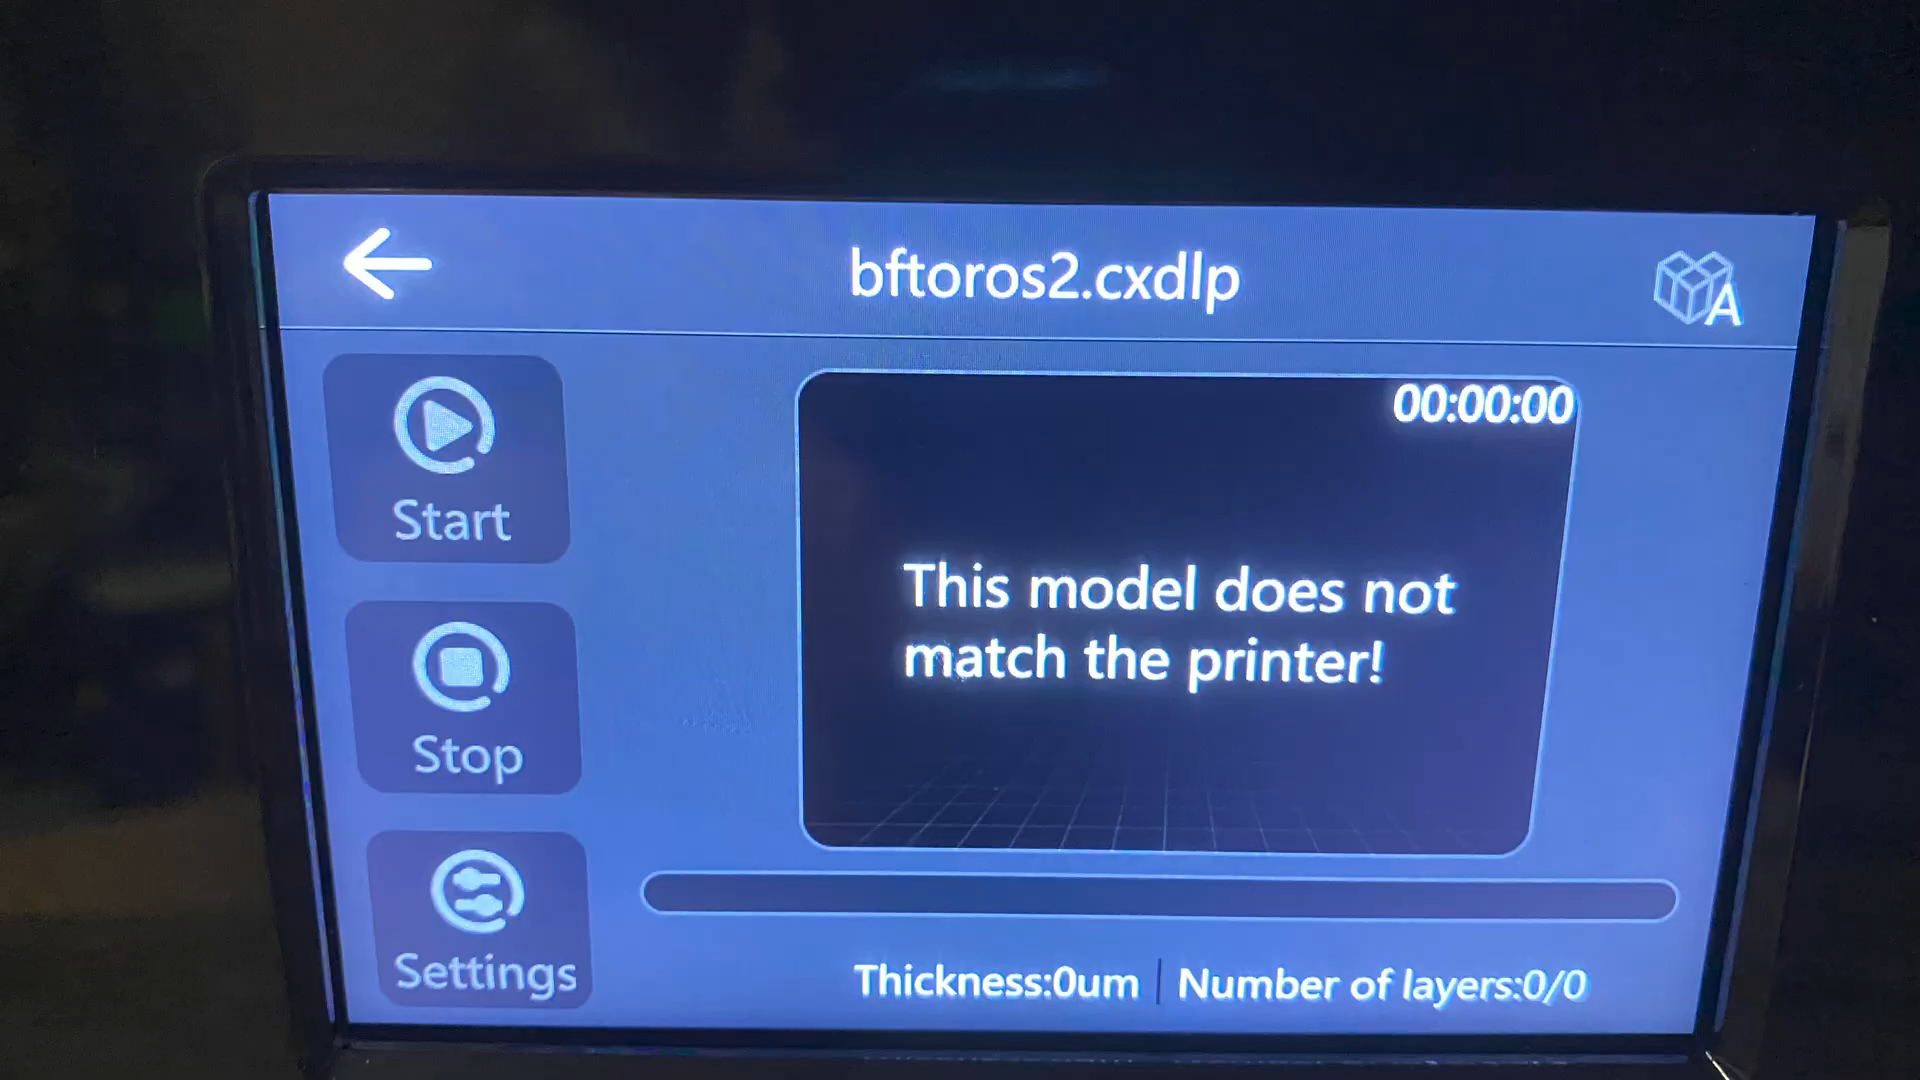 bftoros2.cxdlp
A
Start
00:00:00
This model does not
match the printer!
Stop
Settings
Thickness:0um
Number of layers:0/0